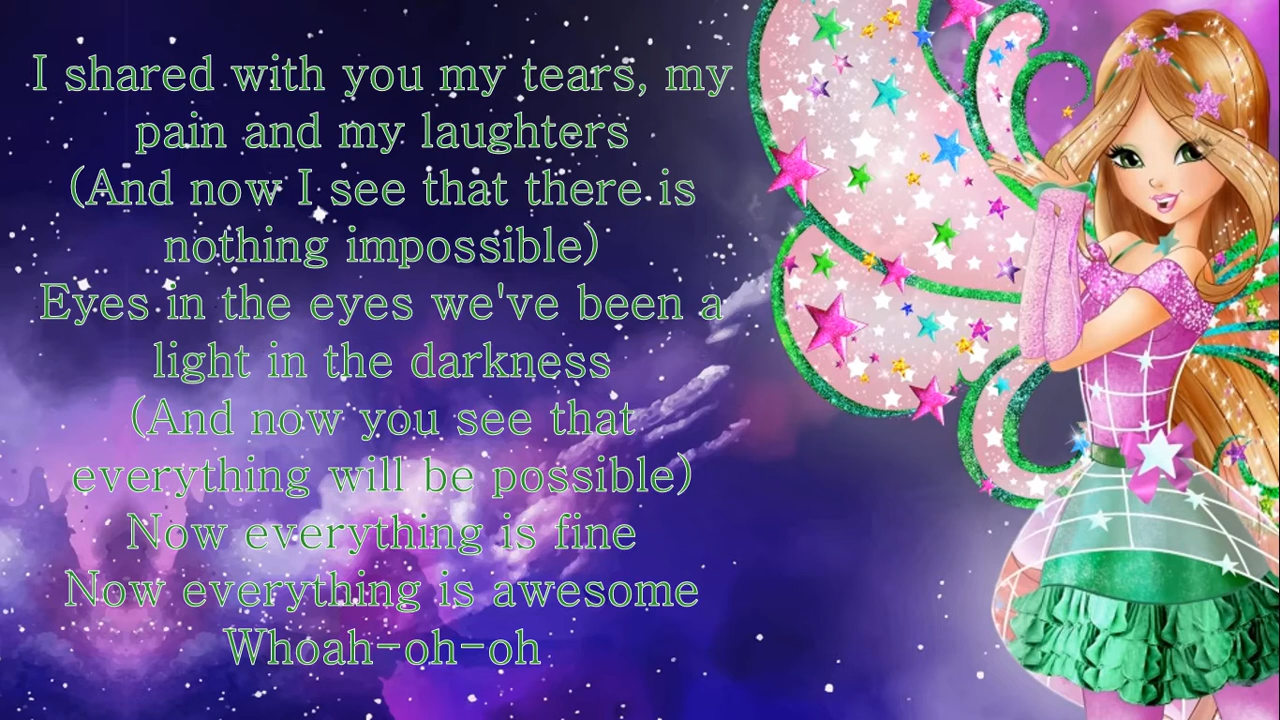 I shared with you my tears, my
pain and my laughters
(And now I see that there is
nothing impossible)
Eyes in the eyes we've been a
light in the darkness
(And now you see that
everything will be possible)
Now everything is fine
Now everything is awesome
Whoah-oh-oh